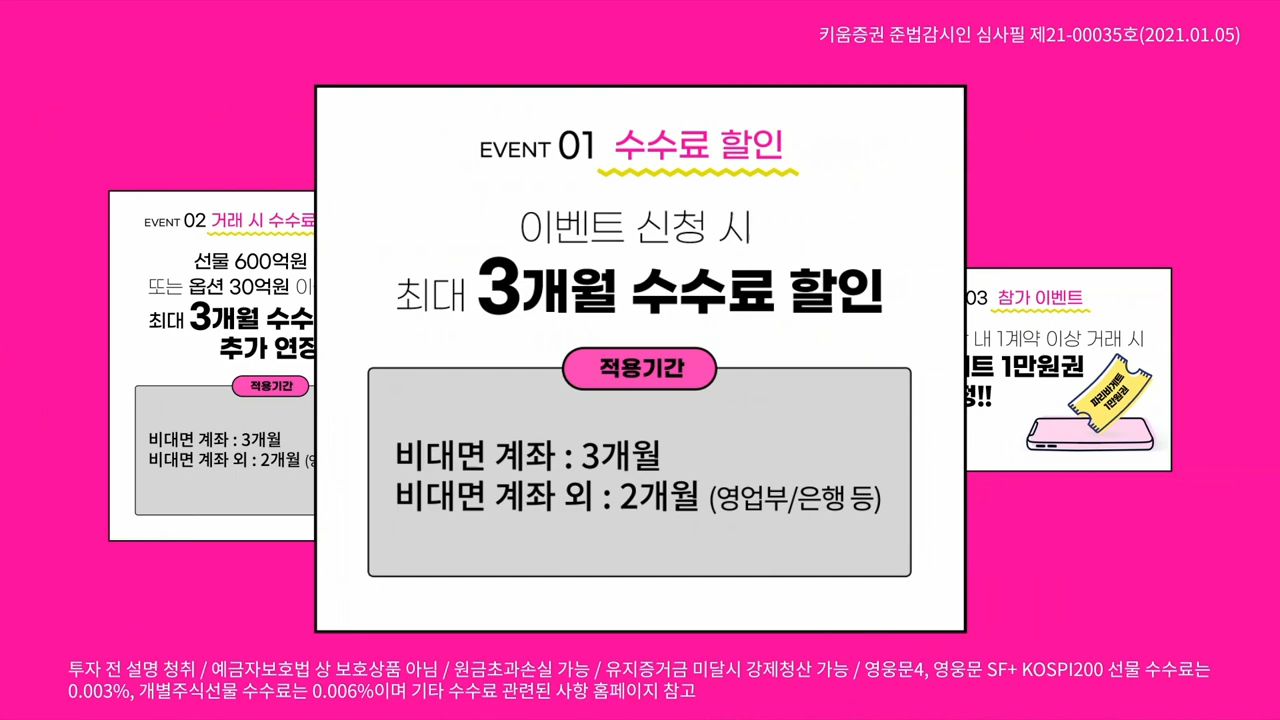 키움증권 준법감시인 심사필 제21-00035호(2021.01.05)
EVENT 01 수수료 할인
이벤트 신청 시
최대 3개월 수수료 할인
적용기간
비대면 계좌 : 3개월
비대면 계좌 외 : 2개월 (영업부/은행 등)
EVENT 02 거래 시 수수료
선물 600억원
또는 옵션 30억원
최대 3개월 수수
추가 연장
적용기간
비대면 계좌 : 3개월
비대면 계좌 외 : 2개월
03 참가 이벤트
내 1계약 이상 거래 시
1만원권
파리바게뜨
1만원권
투자 전 설명 청취 / 예금자보호법 상 보호상품 아님 / 원금초과손실 가능 / 유지증거금 미달시 강제청산 가능 / 영웅문4, 영웅문 SF+ KOSPI200 선물 수수료는
0.003%, 개별주식선물 수수료는 0.006%이며 기타 수수료 관련된 사항 홈페이지 참고